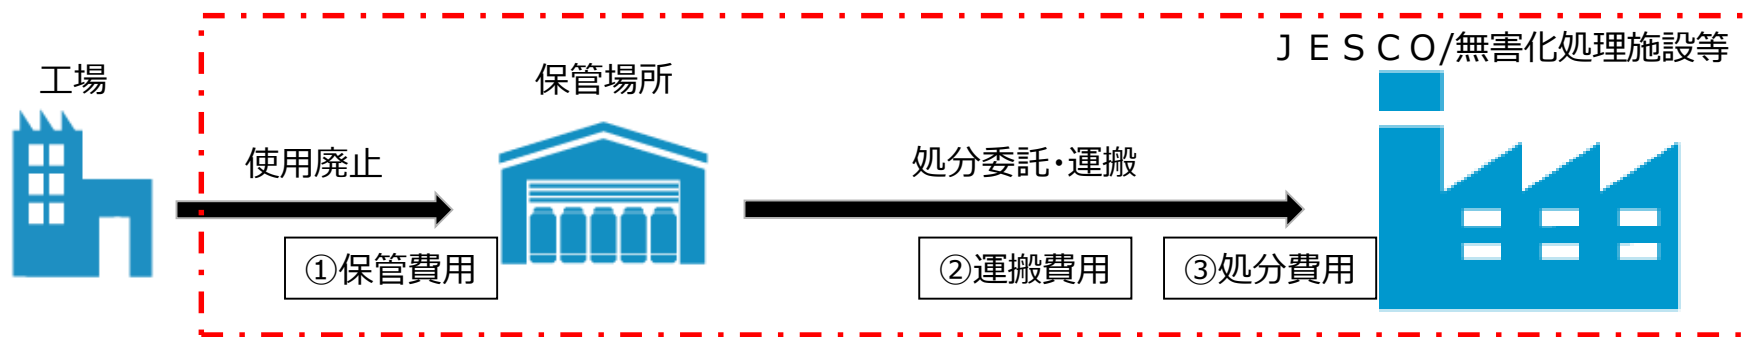 ＪＥＳＣＯ/無害化処理施設等
工場
保管場所
使用廃止
処分委託･運搬
①保管費用
②運搬費用
③処分費用